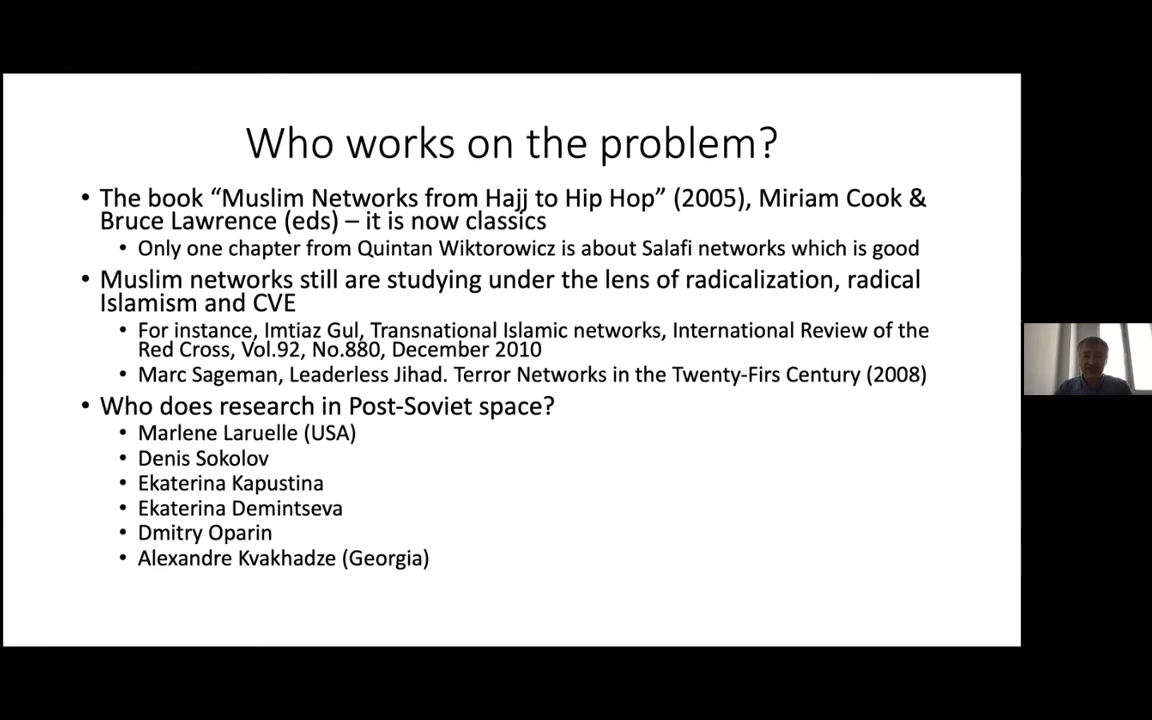 Who works on the problem?
• The book “Muslim Networks from Hajj to Hip Hop” (2005), Miriam Cook &
Bruce Lawrence (eds) – it is now classics
• Only one chapter from Quintan Wiktorowicz is about Salafi networks which is good
• Muslim networks still are studying under the lens of radicalization, radical
Islamism and CVE
• For instance, Imtiaz Gul, Transnational Islamic networks, International Review of the
Red Cross, Vol.92, No.880, December 2010
• Marc Sageman, Leaderless Jihad. Terror Networks in the Twenty-Firs Century (2008)
• Who does research in Post-Soviet space?
• Marlene Laruelle (USA)
• Denis Sokolov
• Ekaterina Kapustina
• Ekaterina Demintseva
• Dmitry Oparin
• Alexandre Kvakhadze (Georgia)